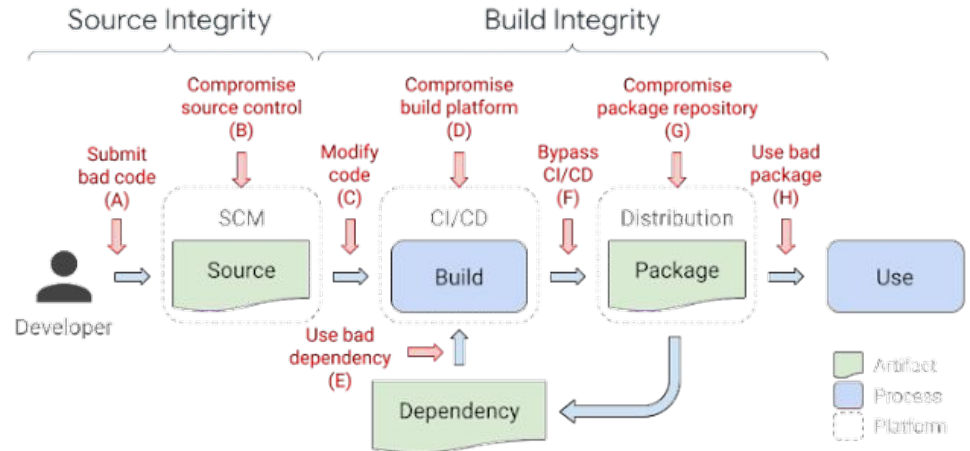 Source Integrity
Build Integrity
Compromise
source control
(B)
Compromise
build platform
(D)
Compromise
package repository
(G)
Submit
bad code
(A)
Modify
code
(C)
Bypass
CI/CD
(F)
Use bad
package
(H)
SCM
CI/CD
Distribution
Source
Build
Package
Use
Developer
Use bad
dependency
(E)
Dependency
Artifact
Process
Platform